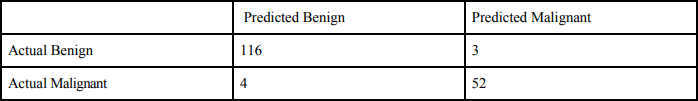 Predicted Benign Predicted Malignant
Actual Benign 116 3
Actual Malignant 4 52